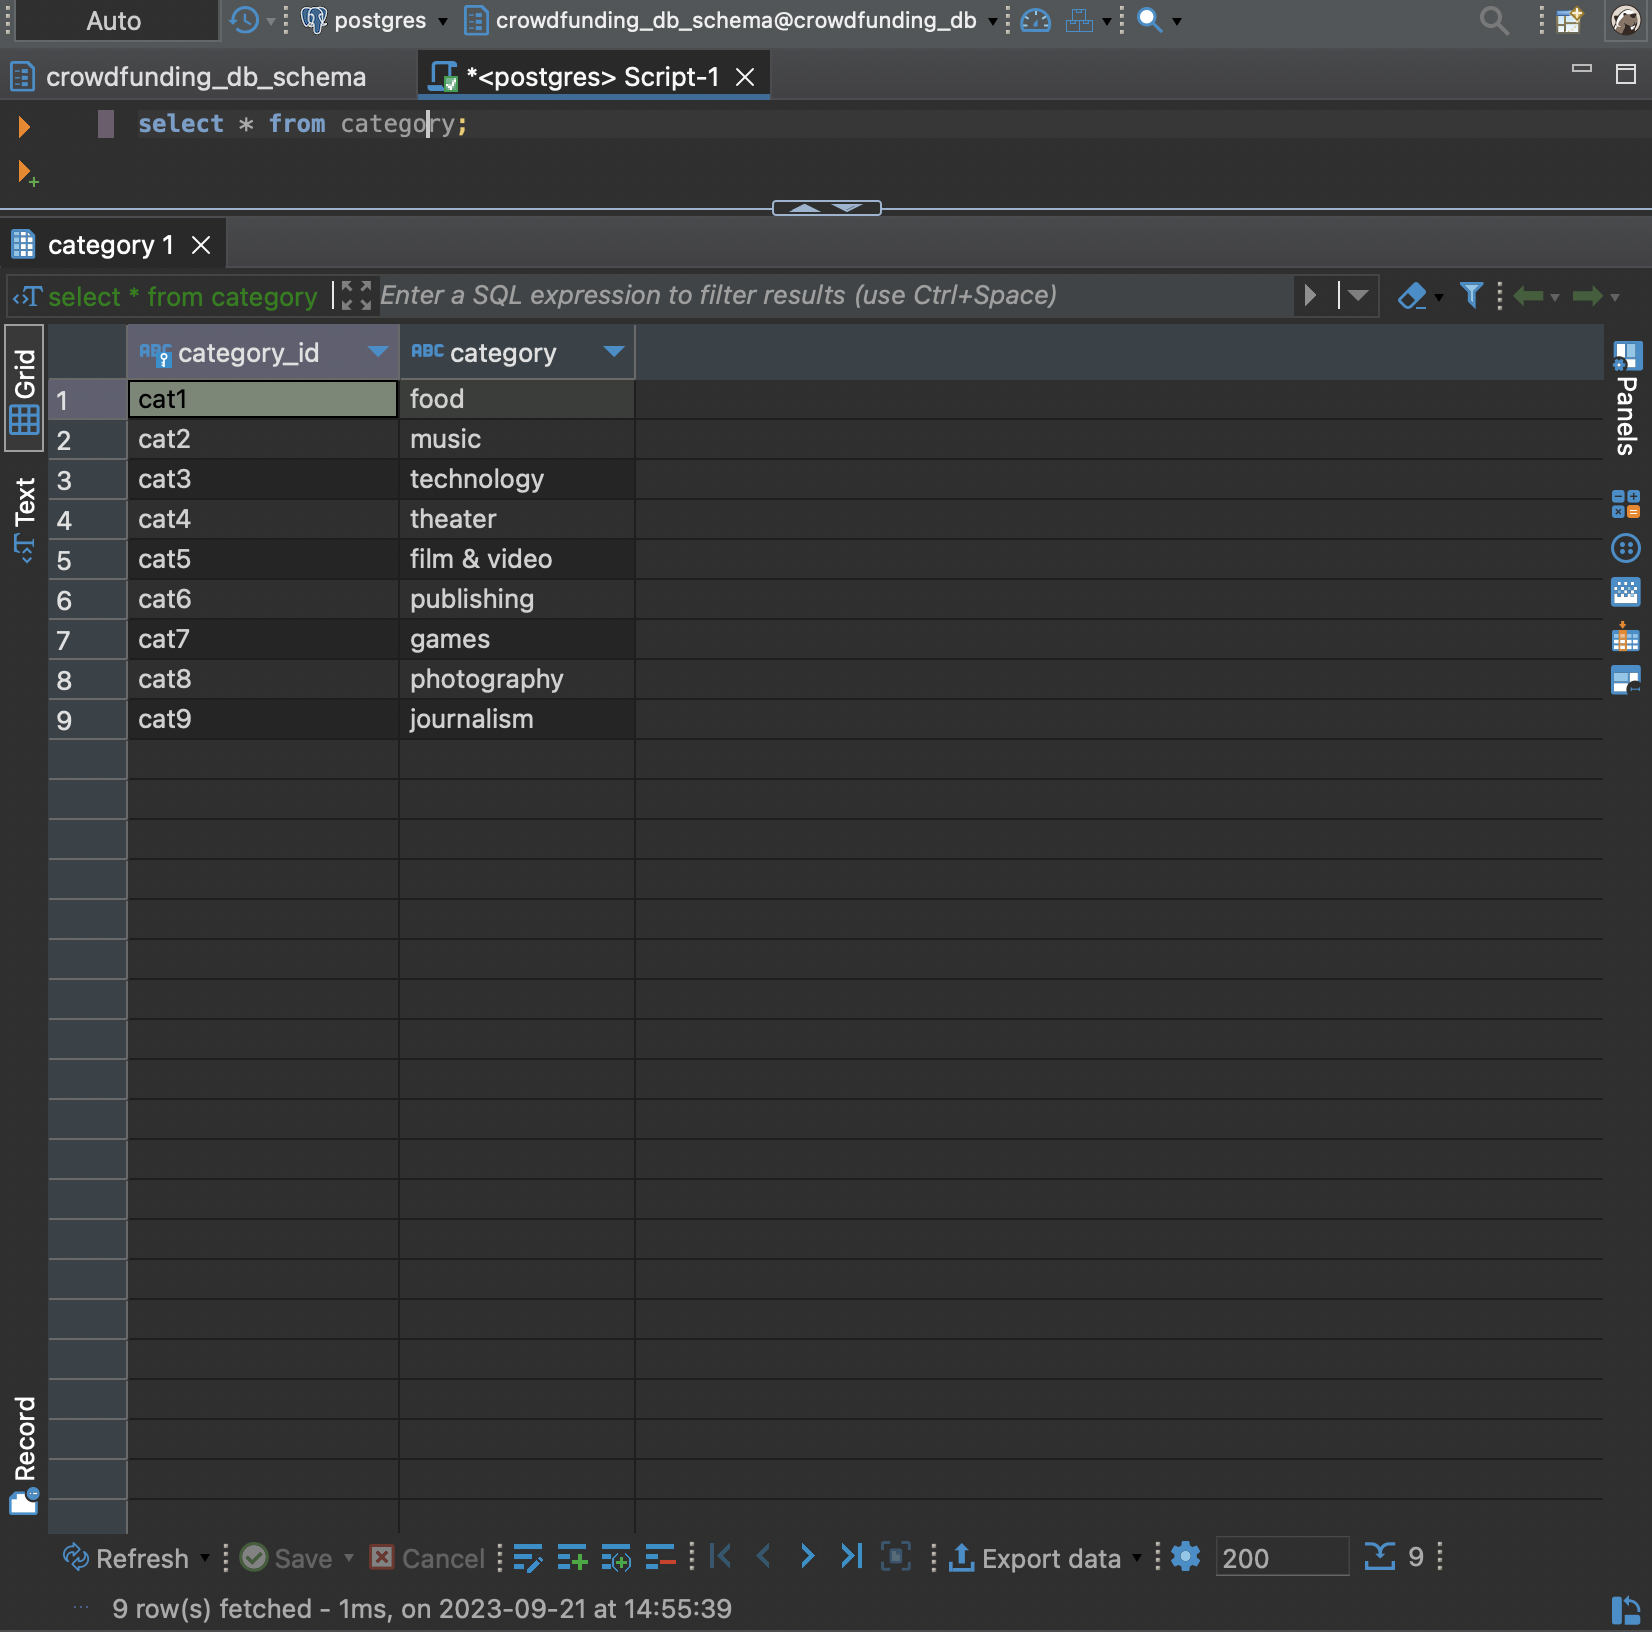 Auto postgres crowdfunding_db_schema@crowdfunding_db
crowdfunding_db_schema *<postgres> Script-1
select * from category;
category 1
select * from category Enter a SQL expression to filter results (use Ctrl+Space)
Grid
Text
Record
Panels
ABC category_id ABC category
1 cat1 food
2 cat2 music
3 cat3 technology
4 cat4 theater
5 cat5 film & video
6 cat6 publishing
7 cat7 games
8 cat8 photography
9 cat9 journalism
Refresh Save Cancel Export data 200 9
9 row(s) fetched - 1ms, on 2023-09-21 at 14:55:39